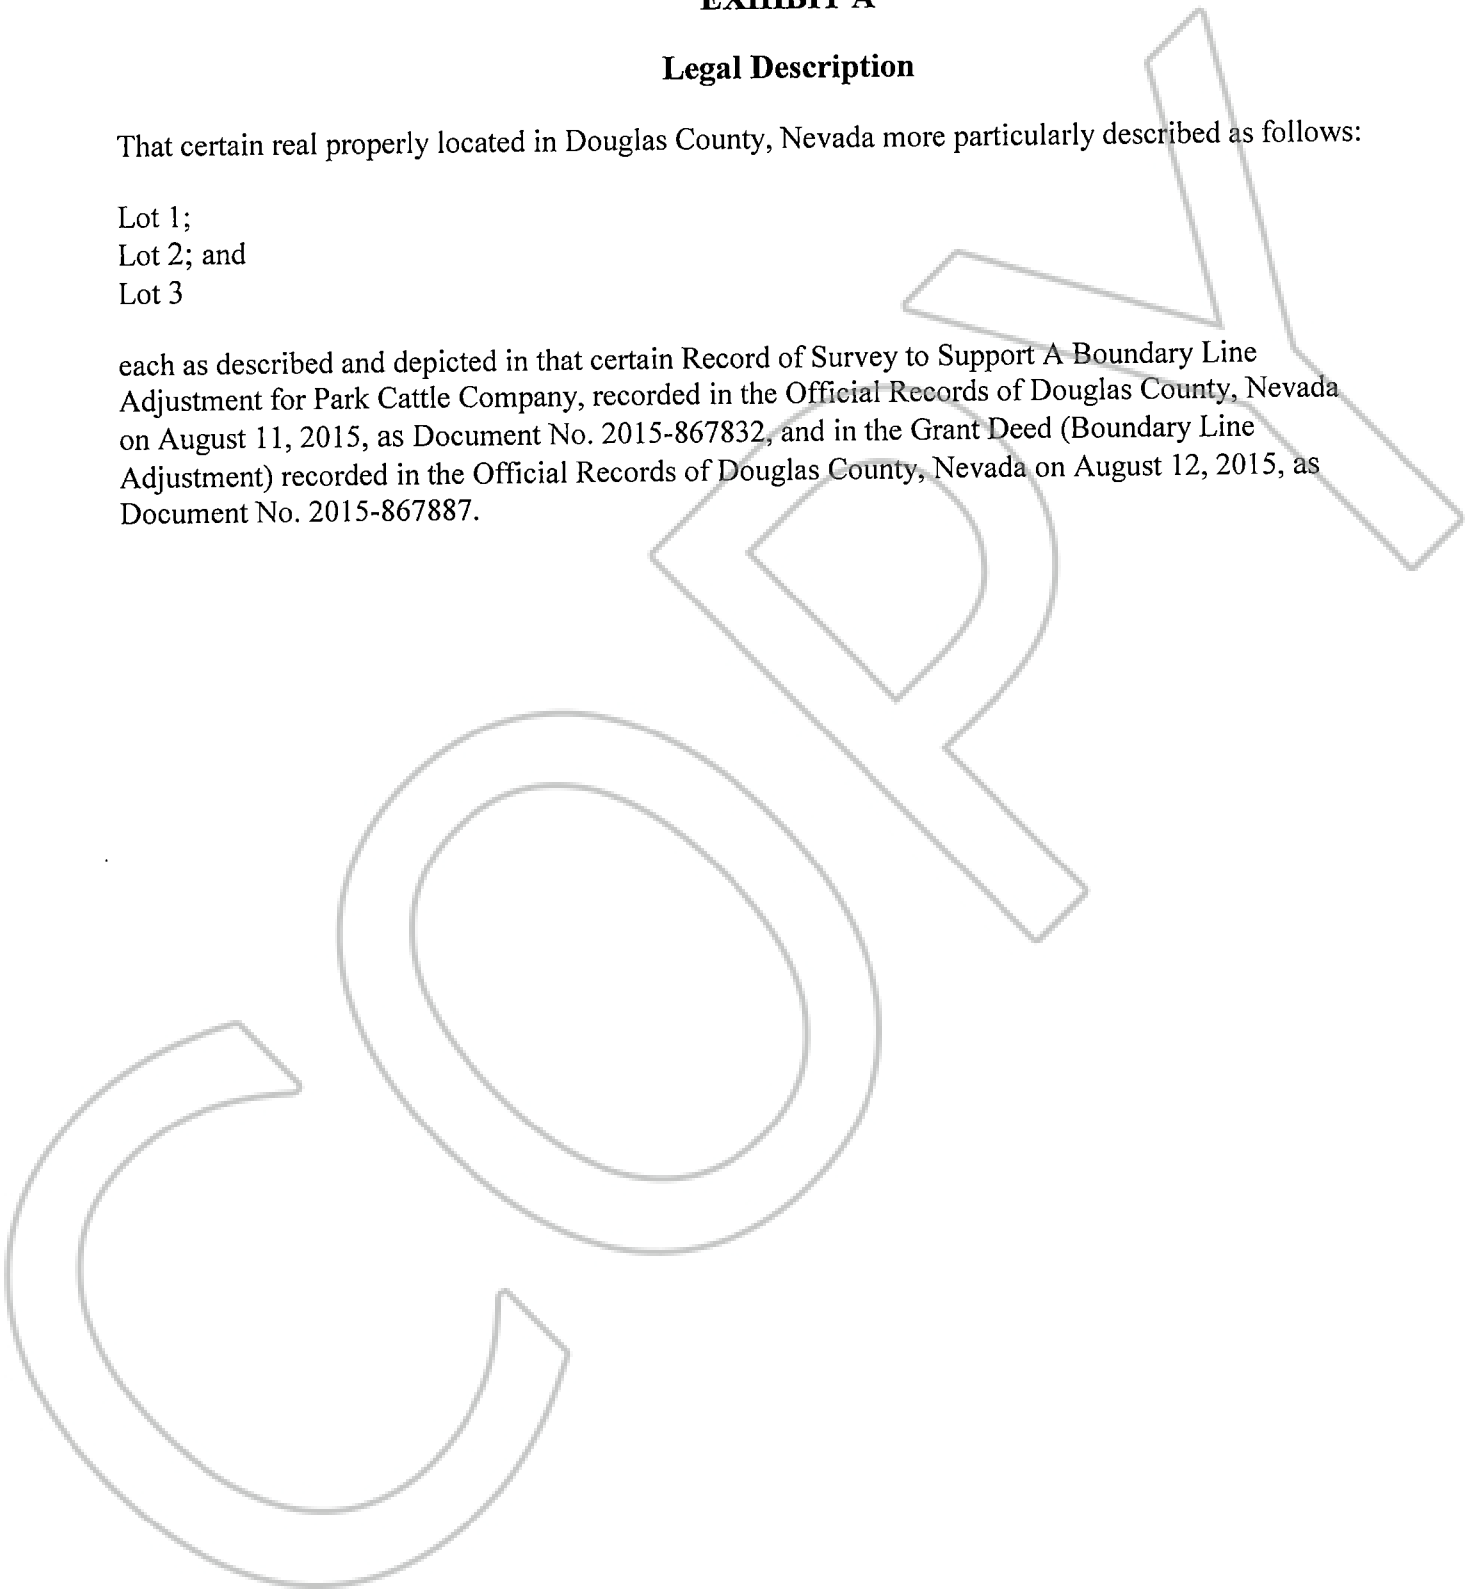 EXHIBIT A
Legal Description
That certain real properly located in Douglas County, Nevada more particularly described as follows:
Lot 1;
Lot 2; and
Lot 3
each as described and depicted in that certain Record of Survey to Support A Boundary Line
Adjustment for Park Cattle Company, recorded in the Official Records of Douglas County, Nevada
on August 11, 2015, as Document No. 2015-867832, and in the Grant Deed (Boundary Line
Adjustment) recorded in the Official Records of Douglas County, Nevada on August 12, 2015, as
Document No. 2015-867887.
COPY